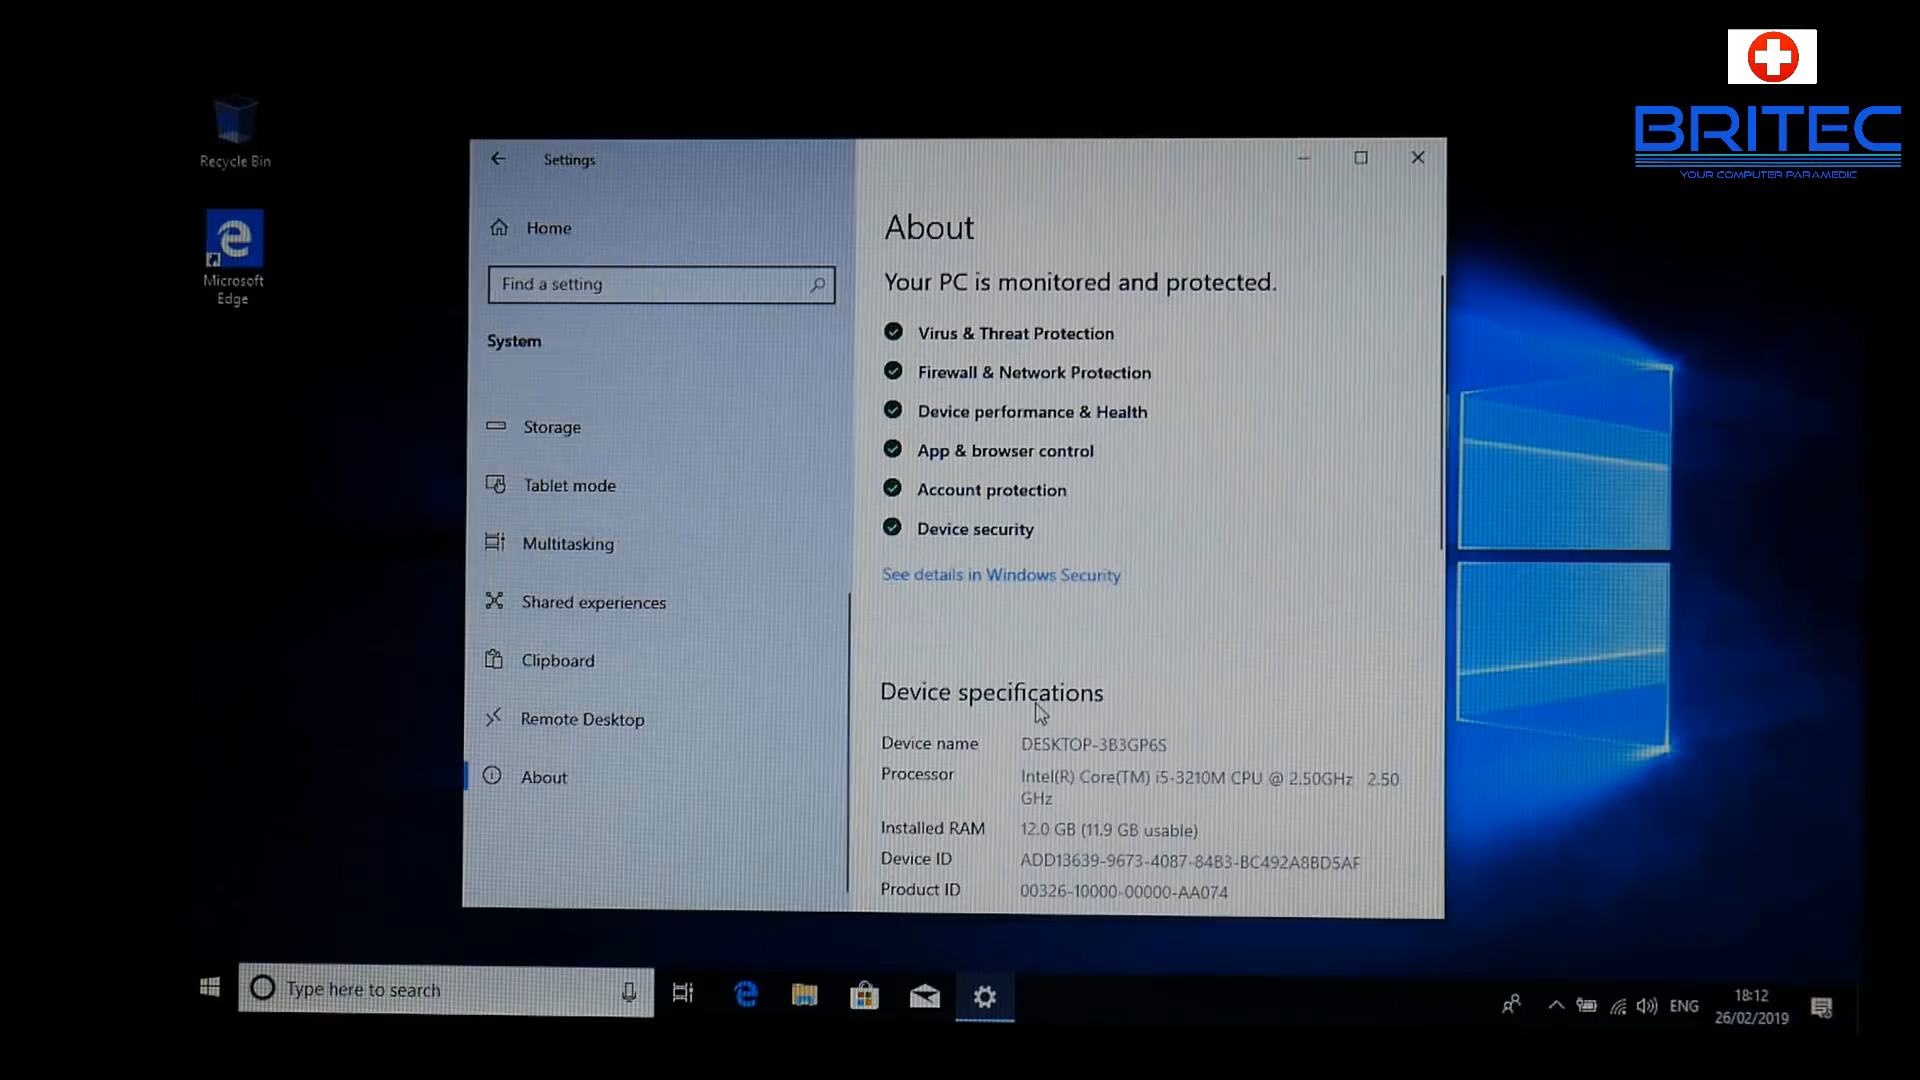 BRITEC
YOUR COMPUTER PARAMEDIC
Recycle Bin
Microsoft
Edge
Settings
Home
Find a setting
System
Storage
Tablet mode
Multitasking
Shared experiences
Clipboard
Remote Desktop
About
About
Your PC is monitored and protected.
Virus & Threat Protection
Firewall & Network Protection
Device performance & Health
App & browser control
Account protection
Device security
See details in Windows Security
Device specifications
Device name DESKTOP-3B3GP6S
Processor Intel(R) Core(TM) i5-3210M CPU @ 2.50GHz 2.50
GHz
Installed RAM 12.0 GB (11.9 GB usable)
Device ID ADD13639-9673-4087-84B3-BC492A8BD5AF
Product ID 00326-10000-00000-AA074
Type here to search
ENG
18:12
26/02/2019